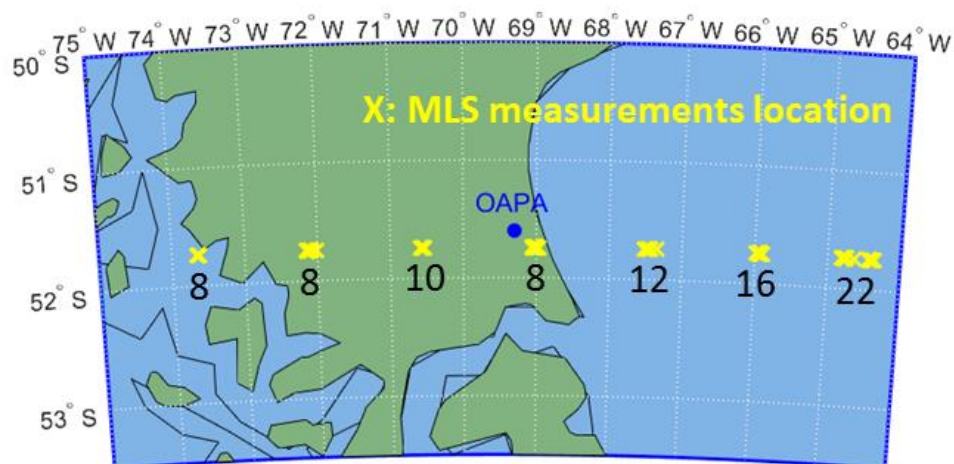 75° W 74° W 73° W 72° W 71° W 70° W 69° W 68° W 67° W 66° W 65° W 64° W
50° S
X: MLS measurements location
51° S
OAPA
52° S
8 8 10 8 12 16 22
53° S